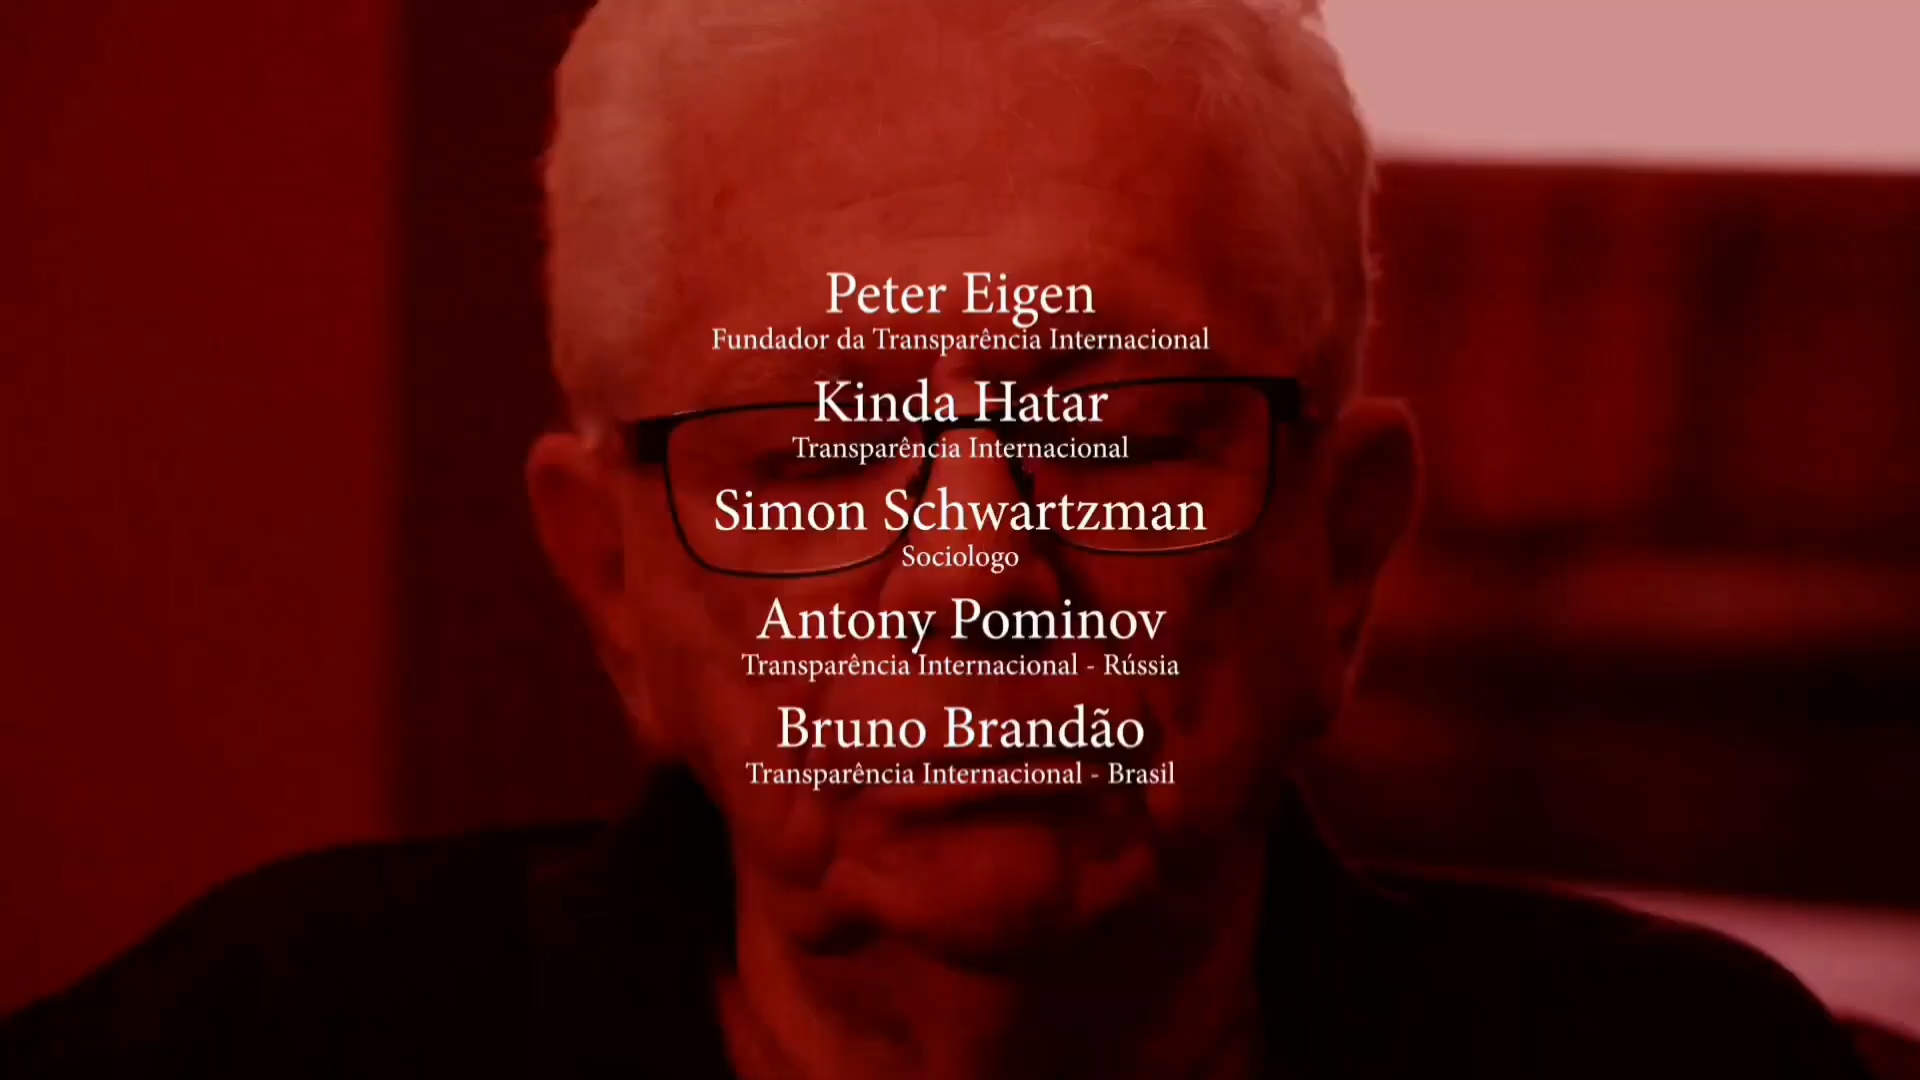 Peter Eigen
Fundador da Transparência Internacional
Kinda Hatar
Transparência Internacional
Simon Schwartzman
Sociologo
Antony Pominov
Transparência Internacional - Rússia
Bruno Brandão
Transparência Internacional - Brasil